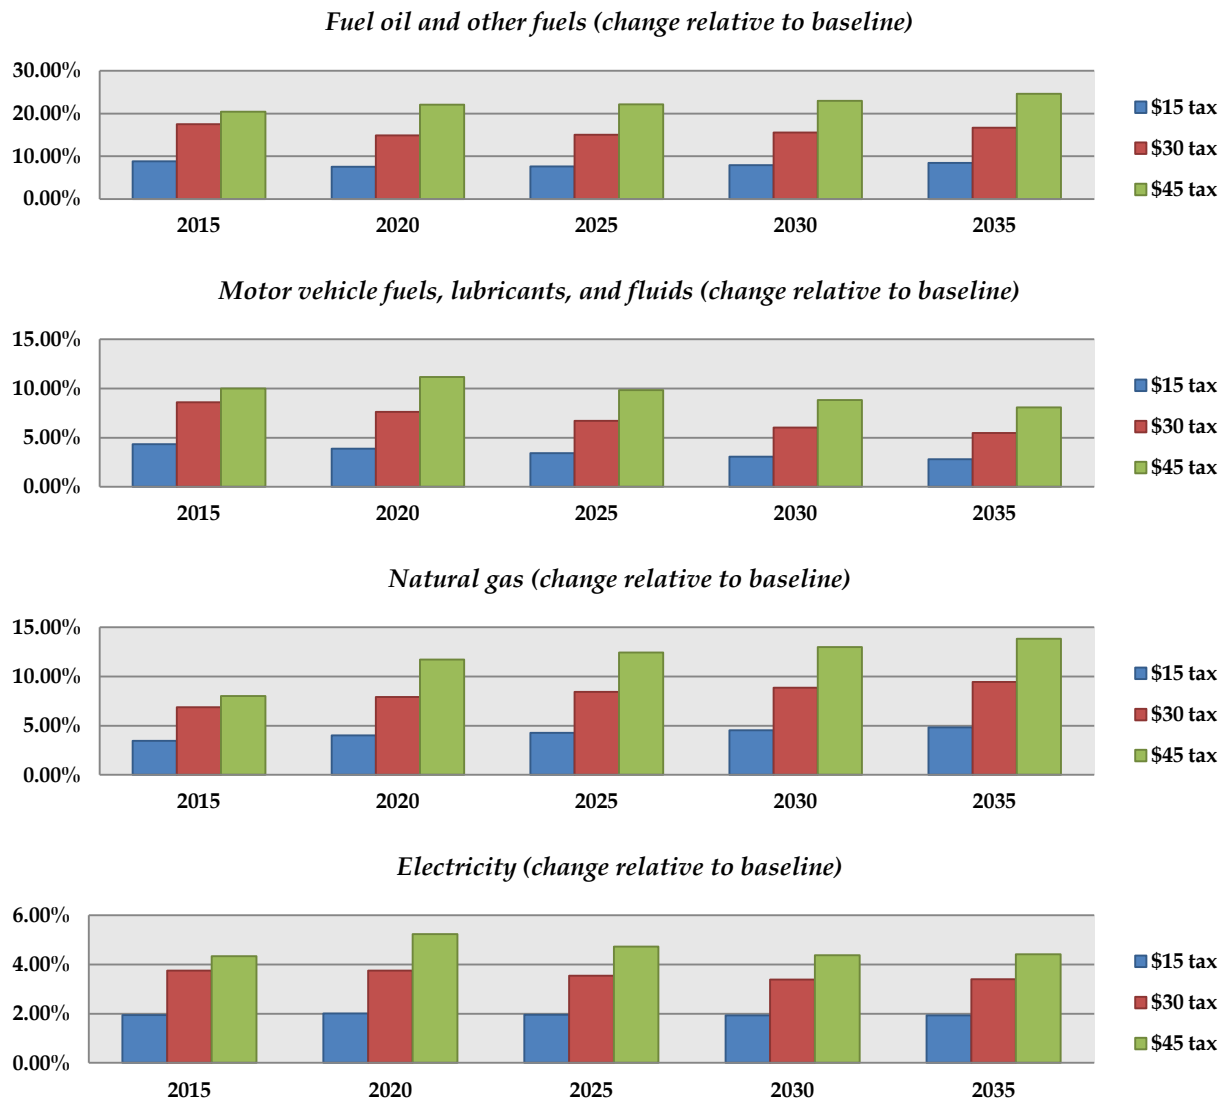 Fuel oil and other fuels (change relative to baseline)
30.00%
20.00%
10.00%
0.00%
2015 2020 2025 2030 2035
$15 tax
$30 tax
$45 tax
Motor vehicle fuels, lubricants, and fluids (change relative to baseline)
15.00%
10.00%
5.00%
0.00%
2015 2020 2025 2030 2035
$15 tax
$30 tax
$45 tax
Natural gas (change relative to baseline)
15.00%
10.00%
5.00%
0.00%
2015 2020 2025 2030 2035
$15 tax
$30 tax
$45 tax
Electricity (change relative to baseline)
6.00%
4.00%
2.00%
0.00%
2015 2020 2025 2030 2035
$15 tax
$30 tax
$45 tax